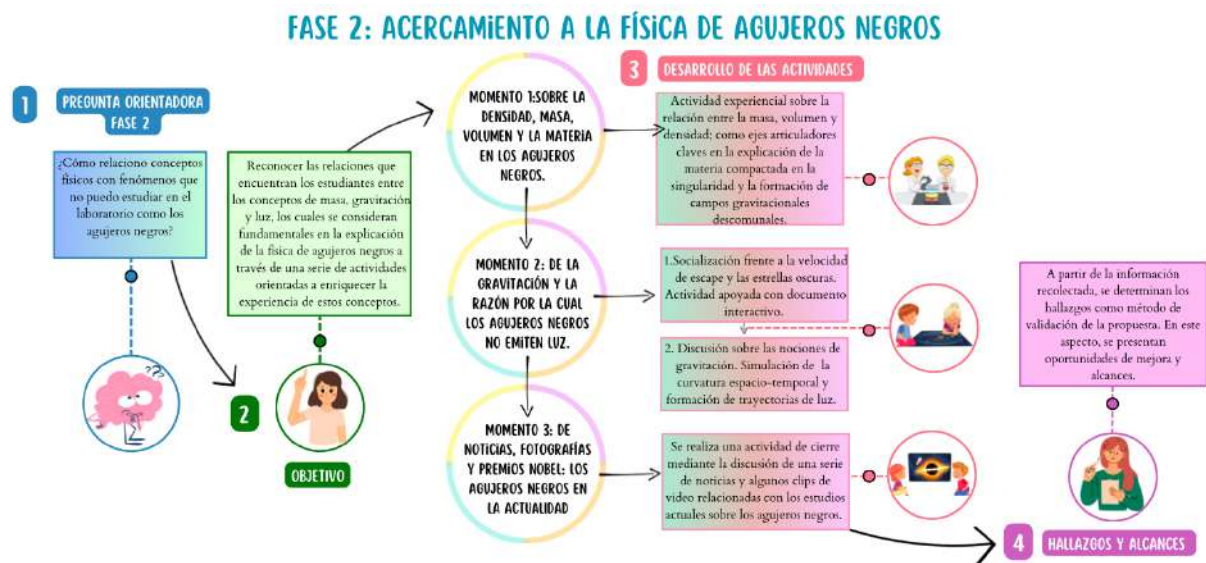 FASE 2: ACERCAMIENTO A LA FÍSICA DE AGUJEROS NEGROS
1
PREGUNTA ORIENTADORA
FASE 2
¿Cómo relaciono conceptos
físicos con fenómenos que
no puedo estudiar en el
laboratorio como los
agujeros negros?
2
Reconocer las relaciones que
encuentran los estudiantes entre
los conceptos de masa, gravitación
y luz, los cuales se consideran
fundamentales en la explicación
de la física de agujeros negros a
través de una serie de actividades
orientadas a enriquecer la
experiencia de estos conceptos.
OBJETIVO
MOMENTO 1:SOBRE LA
DENSIDAD, MASA,
VOLUMEN Y LA MATERIA
EN LOS AGUJEROS
NEGROS.
MOMENTO 2: DE LA
GRAVITACIÓN Y LA
RAZÓN POR LA CUAL
LOS AGUJEROS NEGROS
NO EMITEN LUZ.
MOMENTO 3: DE
NOTICIAS, FOTOGRAFÍAS
Y PREMIOS NOBEL: LOS
AGUJEROS NEGROS EN
LA ACTUALIDAD
3
DESARROLLO DE LAS ACTIVIDADES
Actividad experiencial sobre la
relación entre la masa, volumen y
densidad; como ejes articuladores
claves en la explicación de la
materia compactada en la
singularidad y la formación de
campos gravitacionales
descomunales.
1.Socialización frente a la velocidad
de escape y las estrellas oscuras.
Actividad apoyada con documento
interactivo.
2. Discusión sobre las nociones de
gravitación. Simulación de la
curvatura espacio-temporal y
formación de trayectorias de luz.
Se realiza una actividad de cierre
mediante la discusión de una serie
de noticias y algunos clips de
video relacionadas con los estudios
actuales sobre los agujeros negros.
A partir de la información
recolectada, se determinan los
hallazgos como método de
validación de la propuesta. En este
aspecto, se presentan
oportunidades de mejora y
alcances.
4
HALLAZGOS Y ALCANCES